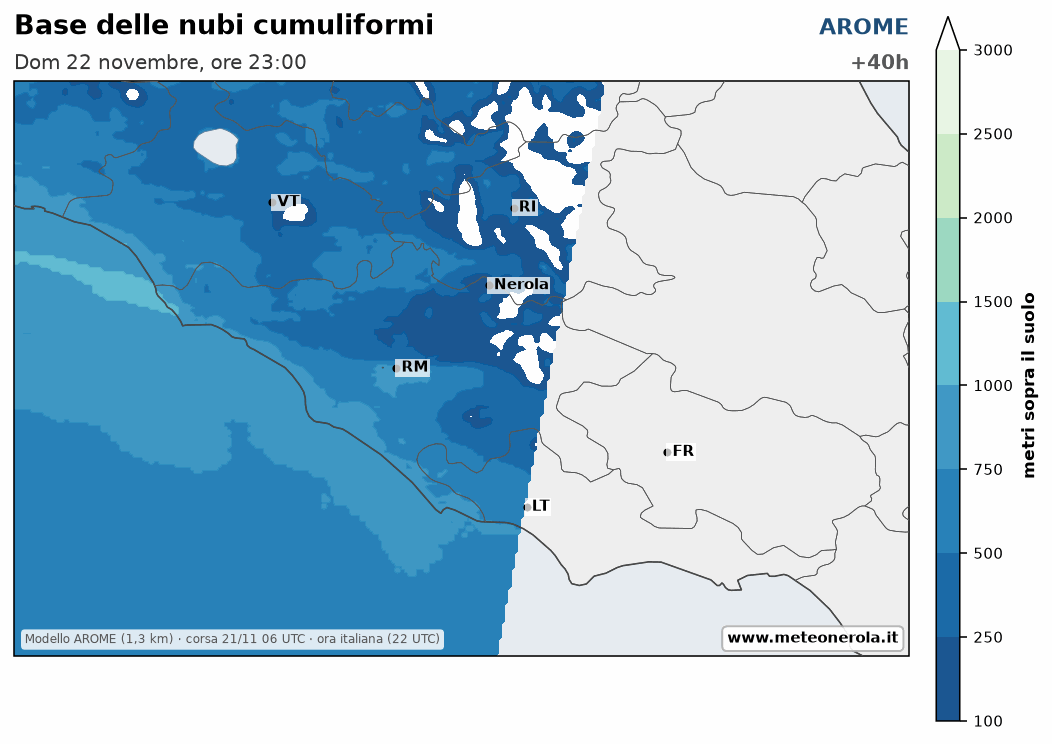 Base delle nubi cumuliformi
AROME
Dom 22 novembre, ore 23:00
+40h
VT
RI
Nerola
RM
FR
LT
Modello AROME (1,3 km) · corsa 21/11 06 UTC · ora italiana (22 UTC)
www.meteonerola.it
3000
2500
2000
1500
1000
750
500
250
100
metri sopra il suolo